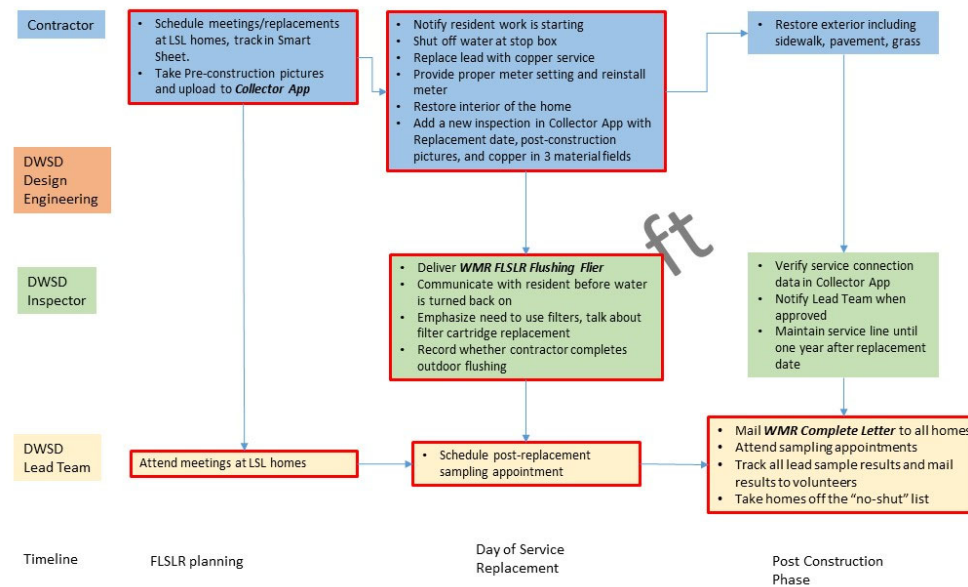 Contractor
• Schedule meetings/replacements
at LSL homes, track in Smart
Sheet.
• Take Pre-construction pictures
and upload to Collector App
• Notify resident work is starting
• Shut off water at stop box
• Replace lead with copper service
• Provide proper meter setting and reinstall
meter
• Restore interior of the home
• Add a new inspection in Collector App with
Replacement date, post-construction
pictures, and copper in 3 material fields
• Restore exterior including
sidewalk, pavement, grass
DWSD
Design
Engineering
ft
DWSD
Inspector
• Deliver WMR FLSLR Flushing Flier
• Communicate with resident before water
is turned back on
• Emphasize need to use filters, talk about
filter cartridge replacement
• Record whether contractor completes
outdoor flushing
• Verify service connection
data in Collector App
• Notify Lead Team when
approved
• Maintain service line until
one year after replacement
date
DWSD
Lead Team
Attend meetings at LSL homes
• Schedule post-replacement
sampling appointment
• Mail WMR Complete Letter to all homes
• Attend sampling appointments
• Track all lead sample results and mail
results to volunteers
• Take homes off the “no-shut” list
Timeline
FLSLR planning
Day of Service
Replacement
Post Construction
Phase